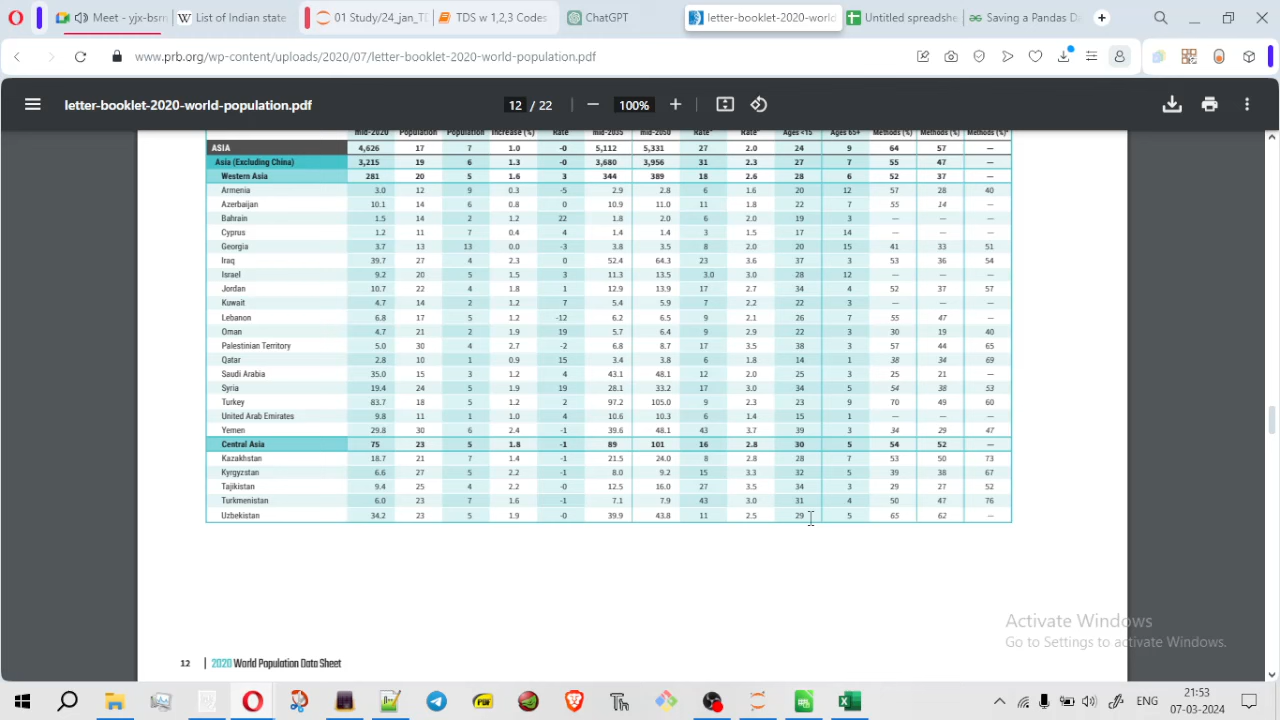 Meet - yjx-bsrn
List of Asian state
01 Study/24_jan_TD
TDS w 1,2,3 Codes
ChatGPT
letter-booklet-2020-world
Untitled spreadshe
Saving a Pandas Da
www.prb.org/wp-content/uploads/2020/07/letter-booklet-2020-world-population.pdf
letter-booklet-2020-world-population.pdf 12 / 22 100%
mid-2020 Population Population Increase (%) Rate mid-2035 mid-2050 Rate Rate Ages <15 Ages 65+ Methods (%) Methods (%) Methods (%)
ASIA 4,626 17 7 1.0 -0 5,112 5,331 27 2.0 24 9 64 57 —
Asia (Excluding China) 3,215 19 6 1.3 -0 3,680 3,956 31 2.3 27 7 55 47 —
Western Asia 281 20 5 1.6 3 344 389 18 2.6 28 6 52 37 —
Armenia 3.0 12 9 0.3 -5 2.9 2.8 6 1.6 20 12 57 28 40
Azerbaijan 10.1 14 6 0.8 0 10.9 11.0 11 1.8 22 7 55 14 —
Bahrain 1.5 14 2 1.2 22 1.8 2.0 6 2.0 19 3 — — —
Cyprus 1.2 11 7 0.4 4 1.4 1.4 3 1.5 17 14 — — —
Georgia 3.7 13 13 0.0 -3 3.8 3.5 8 2.0 20 15 41 33 51
Iraq 39.7 27 4 2.3 0 52.4 64.3 23 3.6 37 3 53 36 54
Israel 9.2 20 5 1.5 3 11.3 13.5 3.0 3.0 28 12 — — —
Jordan 10.7 22 4 1.8 1 12.9 13.9 17 2.7 34 4 52 37 57
Kuwait 4.7 14 2 1.2 7 5.4 5.9 7 2.2 22 3 — — —
Lebanon 6.8 17 5 1.2 -12 6.2 6.5 9 2.1 26 7 55 47 —
Oman 4.7 21 2 1.9 19 5.7 6.4 9 2.9 22 3 30 19 40
Palestinian Territory 5.0 30 4 2.7 -2 6.8 8.7 17 3.5 38 3 57 44 65
Qatar 2.8 10 1 0.9 15 3.4 3.8 6 1.8 14 1 38 34 69
Saudi Arabia 35.0 15 3 1.2 4 43.1 48.1 12 2.0 25 3 25 21 —
Syria 19.4 24 5 1.9 19 28.1 33.2 17 3.0 34 5 54 38 53
Turkey 83.7 18 5 1.2 2 97.2 105.0 9 2.3 23 9 70 49 60
United Arab Emirates 9.8 11 1 1.0 4 10.6 10.3 6 1.4 15 1 — — —
Yemen 29.8 30 6 2.4 -1 39.6 48.1 43 3.7 39 3 34 29 47
Central Asia 75 23 5 1.8 -1 89 101 16 2.8 30 5 54 52 —
Kazakhstan 18.7 21 7 1.4 -1 21.5 24.0 8 2.8 28 7 53 50 73
Kyrgyzstan 6.6 27 5 2.2 -1 8.0 9.2 15 3.3 32 5 39 38 67
Tajikistan 9.4 25 4 2.2 -0 12.5 16.0 27 3.5 34 3 29 27 52
Turkmenistan 6.0 23 7 1.6 -1 7.1 7.9 43 3.0 31 4 50 47 76
Uzbekistan 34.2 23 5 1.9 -0 39.9 43.8 11 2.5 29 5 65 62 —
Activate Windows
Go to Settings to activate Windows.
12 | 2020 World Population Data Sheet
ENG
21:53
07-03-2024